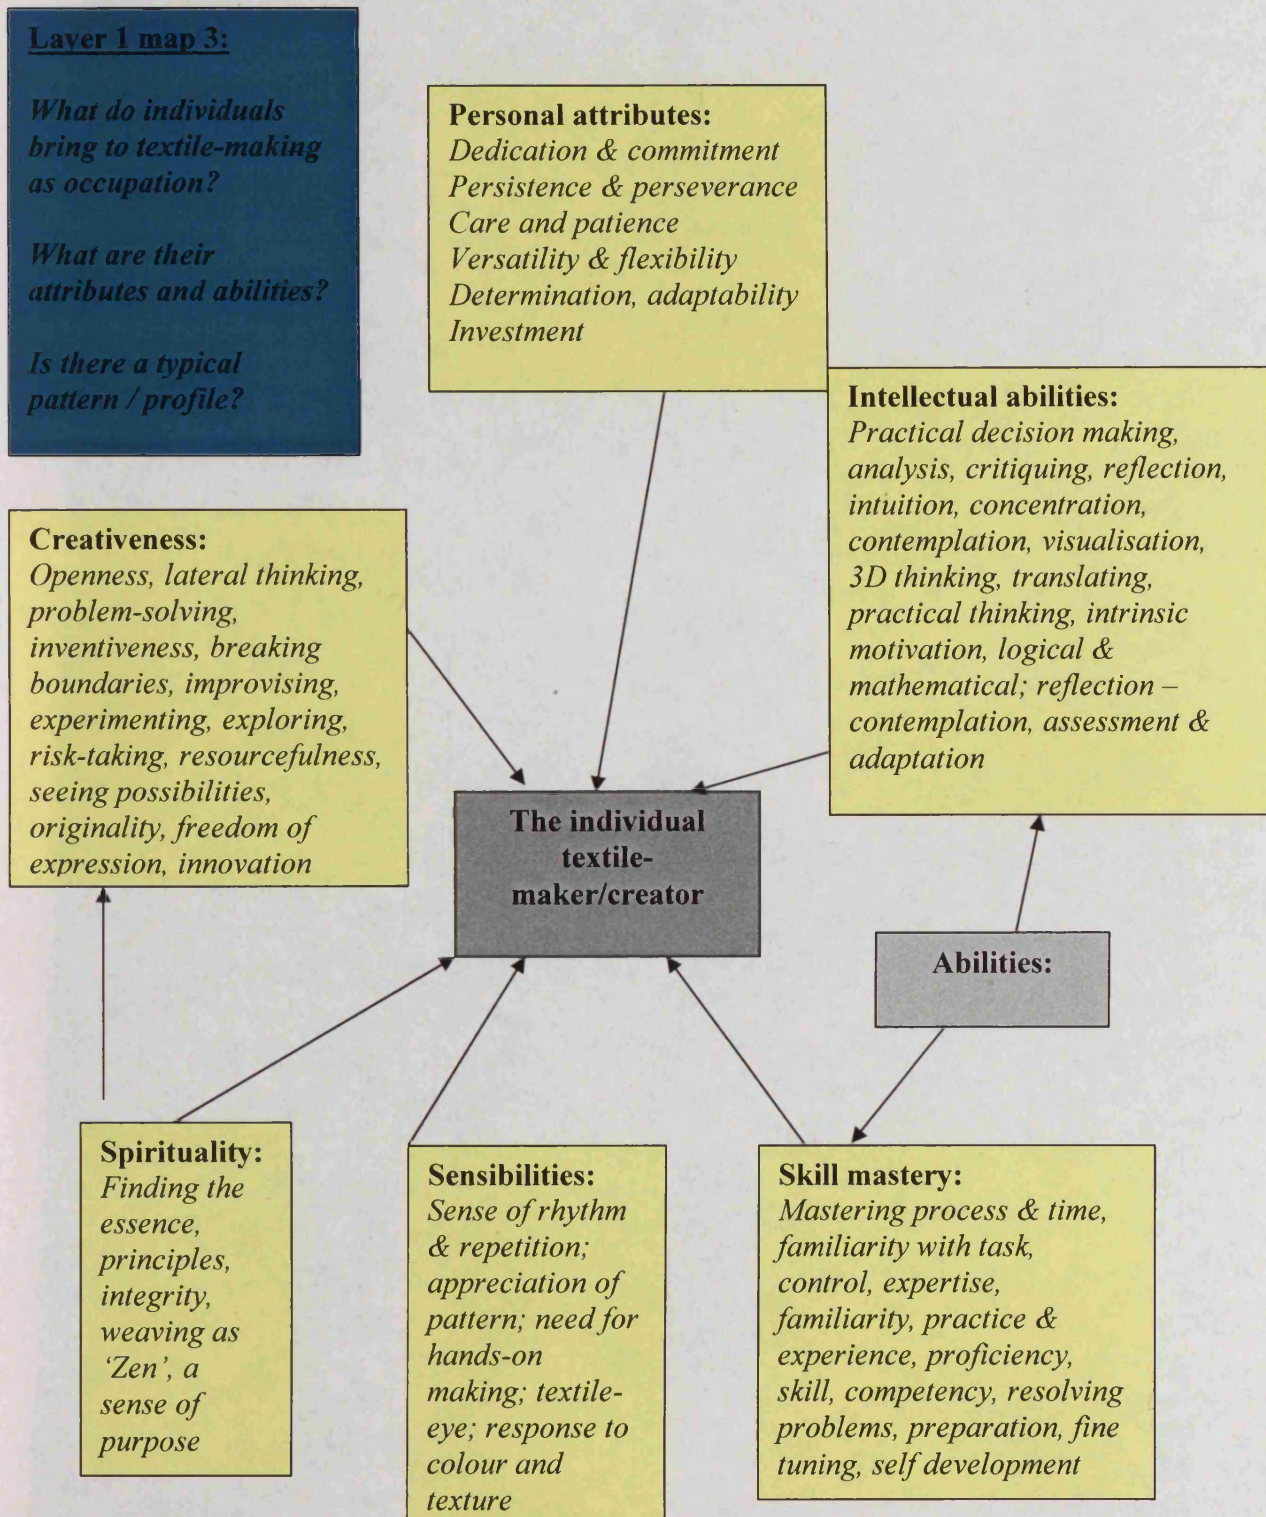 Layer 1 map 3:
What do individuals
bring to textile-making
as occupation?
What are their
attributes and abilities?
Is there a typical
pattern / profile?
Personal attributes:
Dedication & commitment
Persistence & perseverance
Care and patience
Versatility & flexibility
Determination, adaptability
Investment
Intellectual abilities:
Practical decision making,
analysis, critiquing, reflection,
intuition, concentration,
contemplation, visualisation,
3D thinking, translating,
practical thinking, intrinsic
motivation, logical &
mathematical; reflection –
contemplation, assessment &
adaptation
Creativeness:
Openness, lateral thinking,
problem-solving,
inventiveness, breaking
boundaries, improvising,
experimenting, exploring,
risk-taking, resourcefulness,
seeing possibilities,
originality, freedom of
expression, innovation
The individual
textile-
maker/creator
Abilities:
Spirituality:
Finding the
essence,
principles,
integrity,
weaving as
‘Zen’, a
sense of
purpose
Sensibilities:
Sense of rhythm
& repetition;
appreciation of
pattern; need for
hands-on
making; textile-
eye; response to
colour and
texture
Skill mastery:
Mastering process & time,
familiarity with task,
control, expertise,
familiarity, practice &
experience, proficiency,
skill, competency, resolving
problems, preparation, fine
tuning, self development